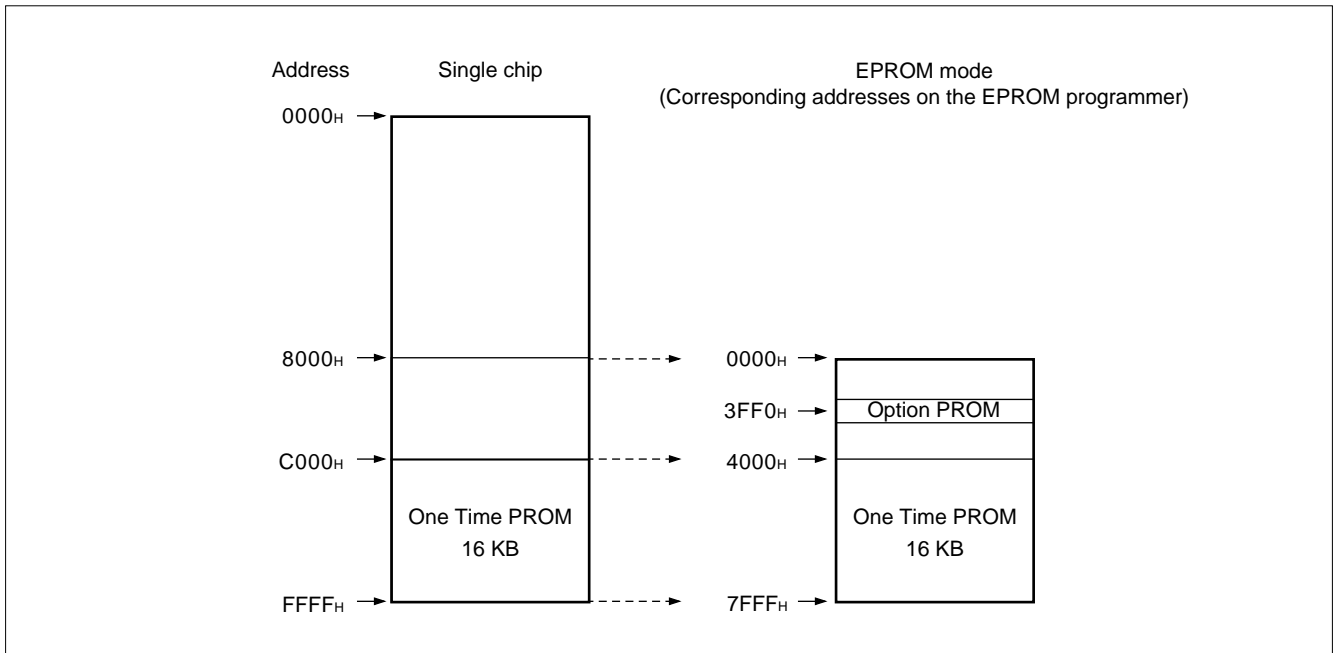 Address Single chip EPROM mode
(Corresponding addresses on the EPROM programmer)
0000H
8000H 0000H
3FF0H Option PROM
C000H 4000H
One Time PROM One Time PROM
16 KB 16 KB
FFFFH 7FFFH